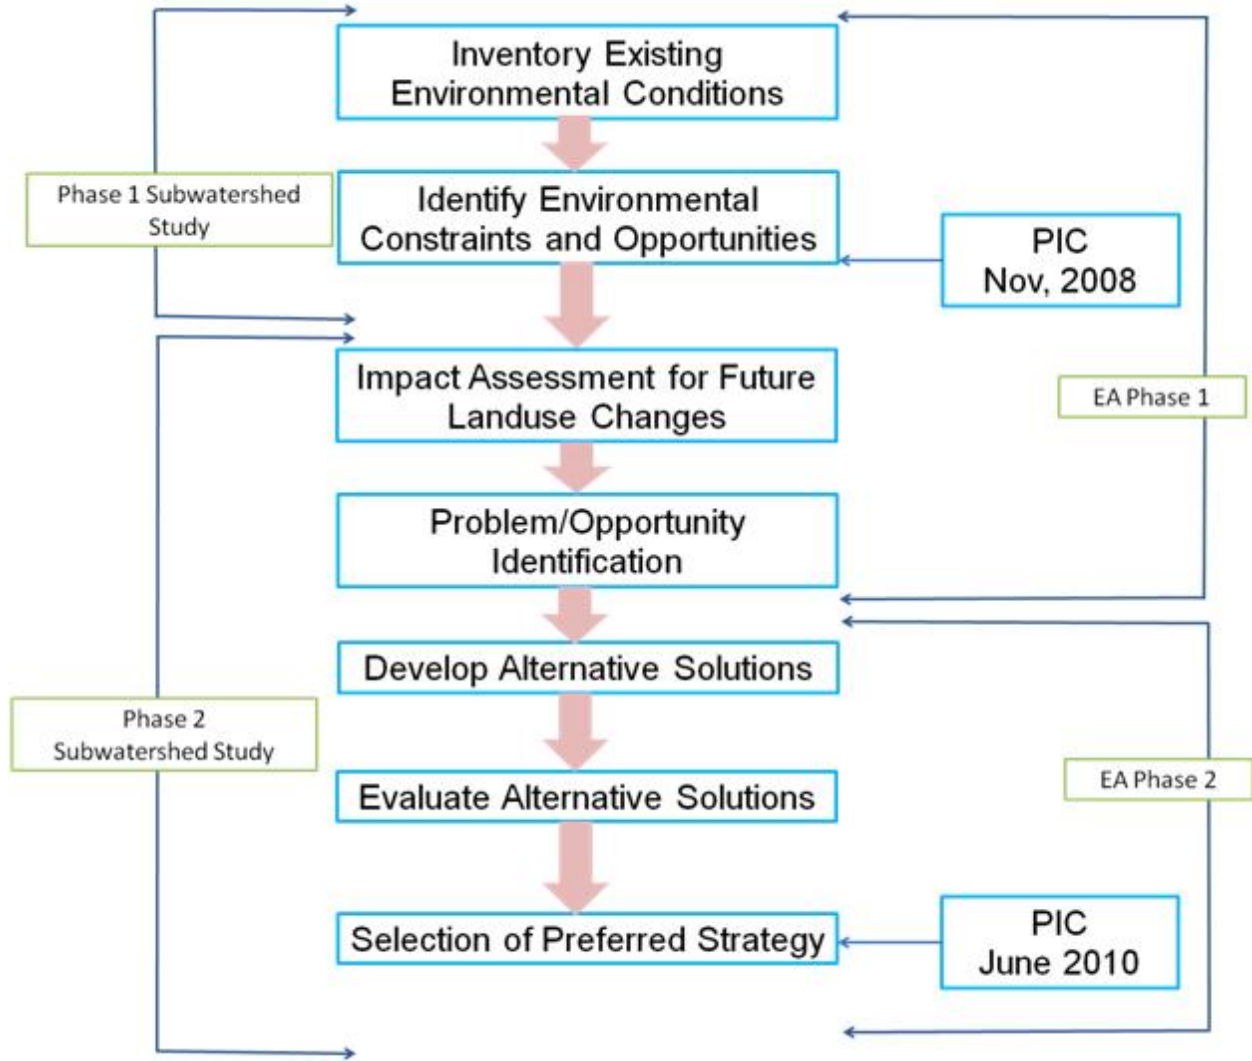 Inventory Existing
Environmental Conditions
Phase 1 Subwatershed
Study
Identify Environmental
Constraints and Opportunities
PIC
Nov, 2008
Impact Assessment for Future
Landuse Changes
EA Phase 1
Problem/Opportunity
Identification
Develop Alternative Solutions
Phase 2
Subwatershed Study
Evaluate Alternative Solutions
EA Phase 2
Selection of Preferred Strategy
PIC
June 2010